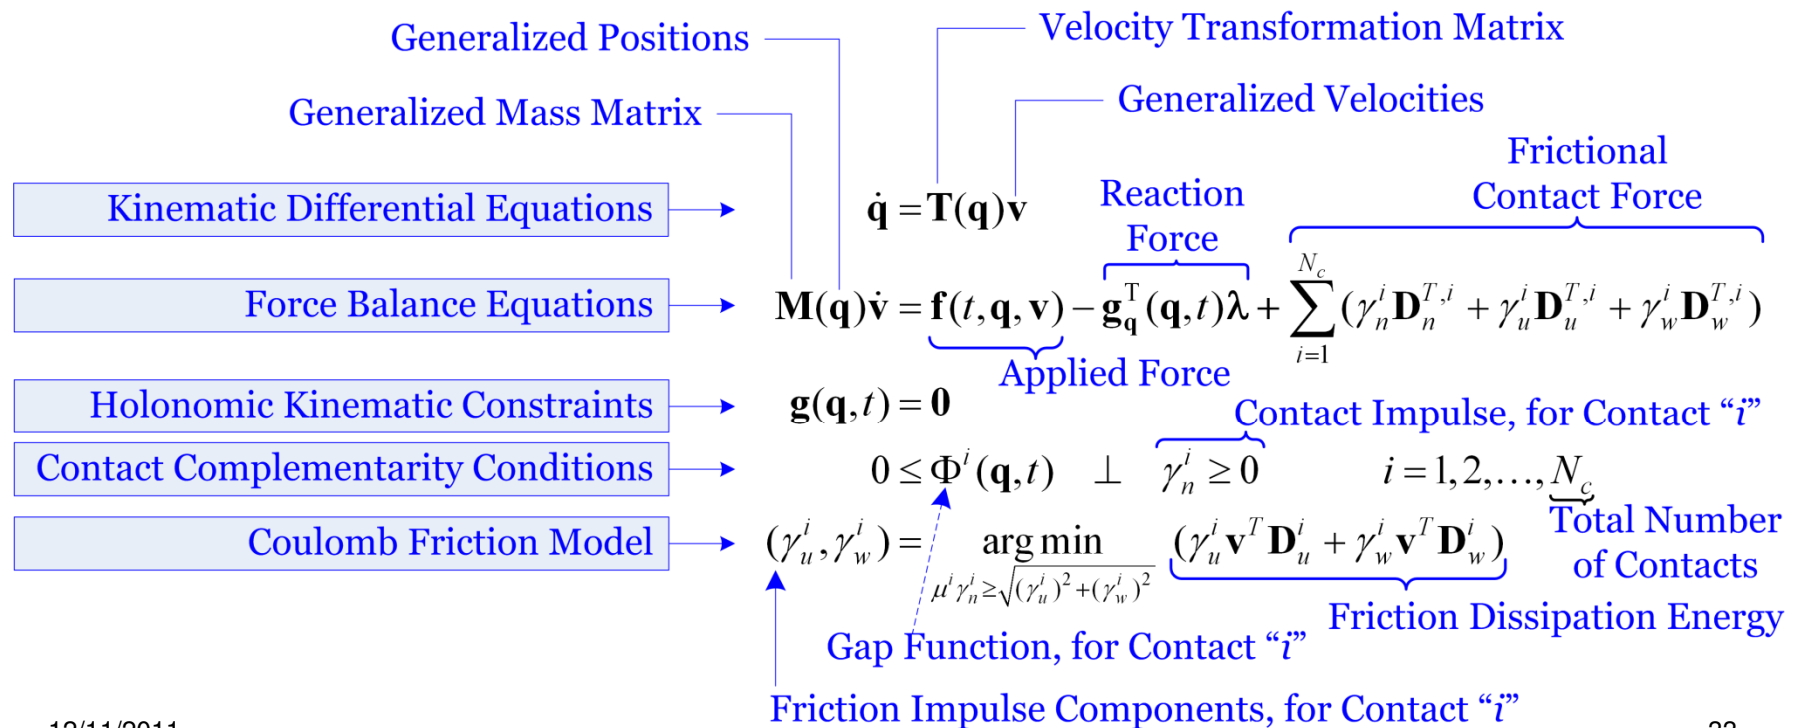 Generalized Positions
Velocity Transformation Matrix
Generalized Mass Matrix
Generalized Velocities
Frictional
Contact Force
Reaction
Force
Kinematic Differential Equations
q̇ = T(q)v
Force Balance Equations
M(q)v̇ = f(t,q,v) − g_q^T(q,t)λ + ∑_{i=1}^{N_c}(γ_n^i D_n^{T,i} + γ_u^i D_u^{T,i} + γ_w^i D_w^{T,i})
Applied Force
Holonomic Kinematic Constraints
g(q,t) = 0
Contact Impulse, for Contact “i”
Contact Complementarity Conditions
0 ≤ Φ^i(q,t) ⊥ γ_n^i ≥ 0 i = 1,2,…,N_c
Total Number
of Contacts
Coulomb Friction Model
(γ_u^i, γ_w^i) = arg min_{μ^i γ_n^i ≥ √((γ_u^i)^2 + (γ_w^i)^2)} (γ_u^i v^T D_u^i + γ_w^i v^T D_w^i)
Friction Dissipation Energy
Gap Function, for Contact “i”
Friction Impulse Components, for Contact “i”